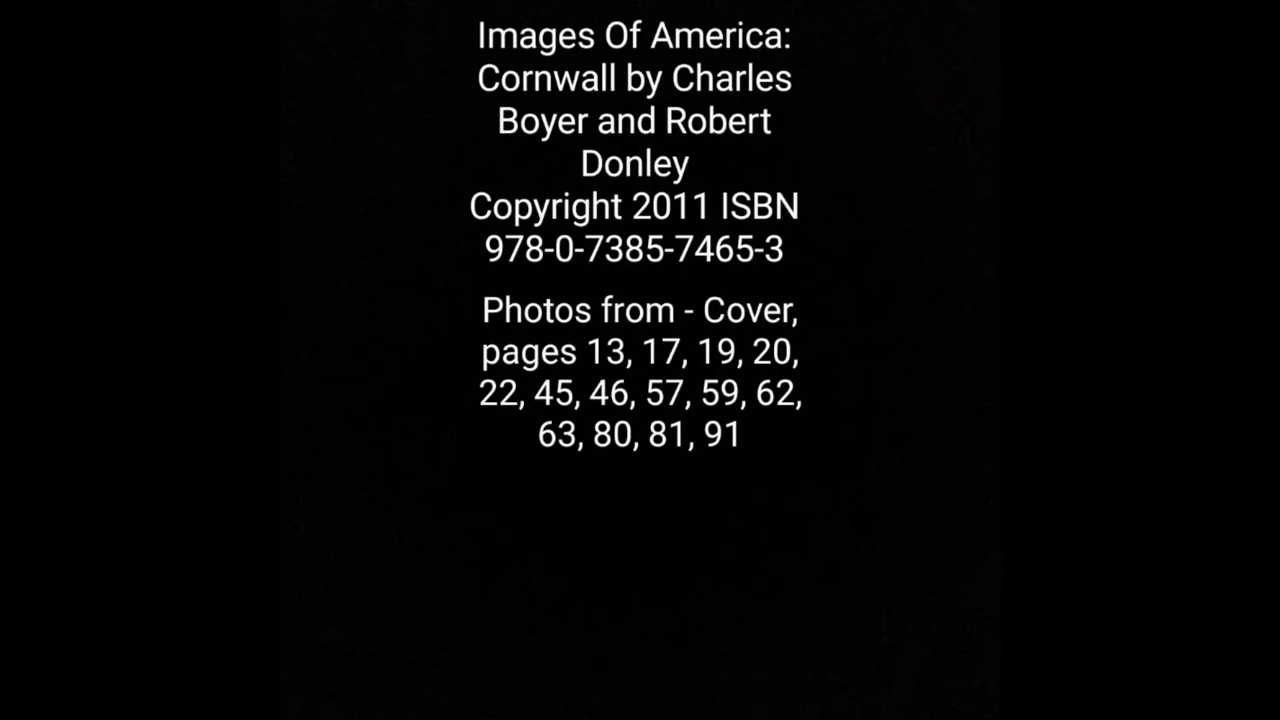 Images Of America:
Cornwall by Charles
Boyer and Robert
Donley
Copyright 2011 ISBN
978-0-7385-7465-3
Photos from - Cover,
pages 13, 17, 19, 20,
22, 45, 46, 57, 59, 62,
63, 80, 81, 91